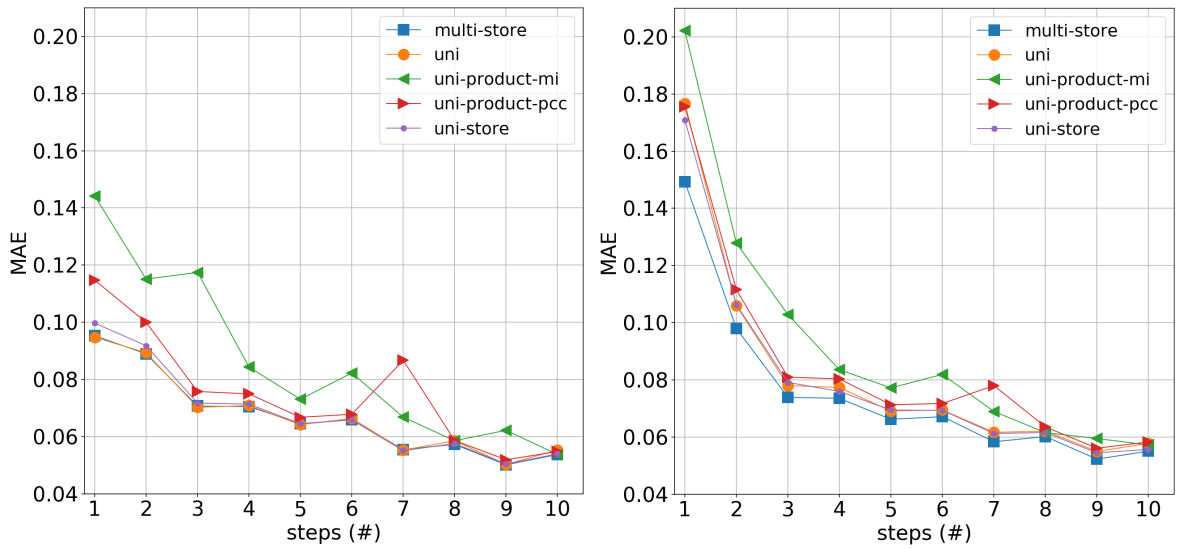 MAE
0.20
0.18
0.16
0.14
0.12
0.10
0.08
0.06
0.04
multi-store
uni
uni-product-mi
uni-product-pcc
uni-store
1 2 3 4 5 6 7 8 9 10
steps (#)
MAE
0.20
0.18
0.16
0.14
0.12
0.10
0.08
0.06
0.04
multi-store
uni
uni-product-mi
uni-product-pcc
uni-store
1 2 3 4 5 6 7 8 9 10
steps (#)